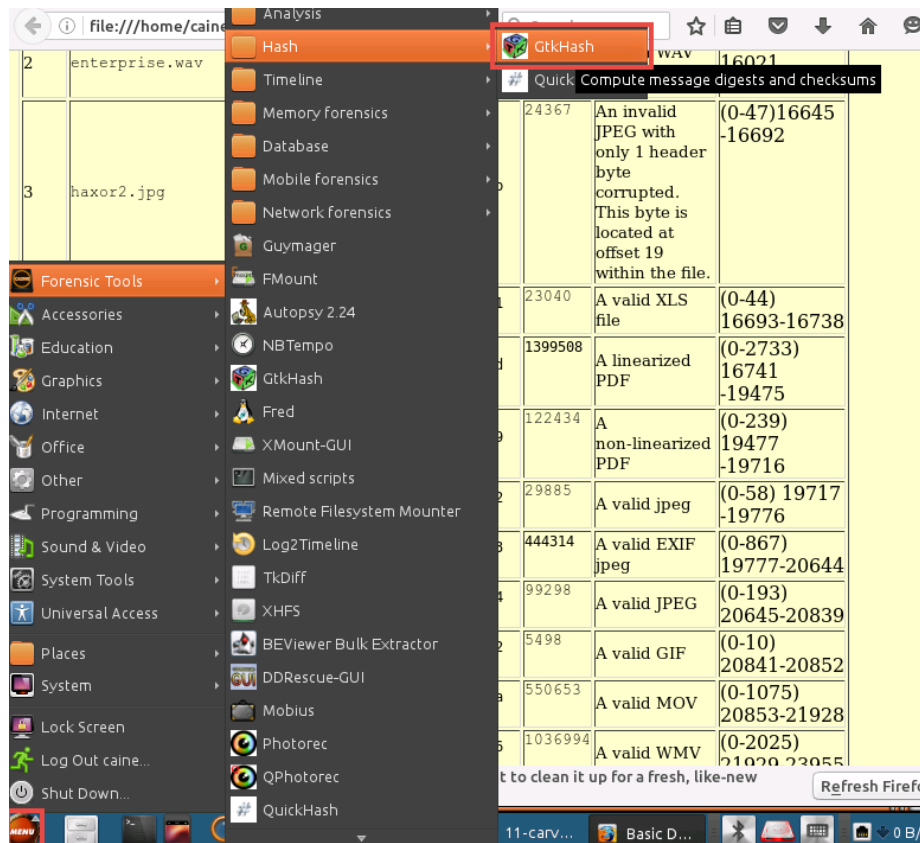 file:///home/caine
2
enterprise.wav
3
haxor2.jpg
Forensic Tools
Accessories
Education
Graphics
Internet
Office
Other
Programming
Sound & Video
System Tools
Universal Access
Places
System
Lock Screen
Log Out caine...
Shut Down...
MENU
Analysis
Hash
Timeline
Memory forensics
Database
Mobile forensics
Network forensics
Guymager
FMount
Autopsy 2.24
NBTempo
GtkHash
Fred
XMount-GUI
Mixed scripts
Remote Filesystem Mounter
Log2Timeline
TkDiff
XHFS
BEViewer Bulk Extractor
DDRescue-GUI
Mobius
Photorec
QPhotorec
QuickHash
GtkHash
Quick
Compute message digests and checksums
WAV
16021
24367
An invalid
JPEG with
only 1 header
byte
corrupted.
This byte is
located at
offset 19
within the file.
(0-47)16645
-16692
23040
A valid XLS
file
(0-44)
16693-16738
1399508
A linearized
PDF
(0-2733)
16741
-19475
122434
A
non-linearized
PDF
(0-239)
19477
-19716
29885
A valid jpeg
(0-58) 19717
-19776
444314
A valid EXIF
jpeg
(0-867)
19777-20644
99298
A valid JPEG
(0-193)
20645-20839
5498
A valid GIF
(0-10)
20841-20852
550653
A valid MOV
(0-1075)
20853-21928
1036994
A valid WMV
(0-2025)
21929-23955
t to clean it up for a fresh, like-new
Refresh Firefo
11-carv...
Basic D...
0 B/